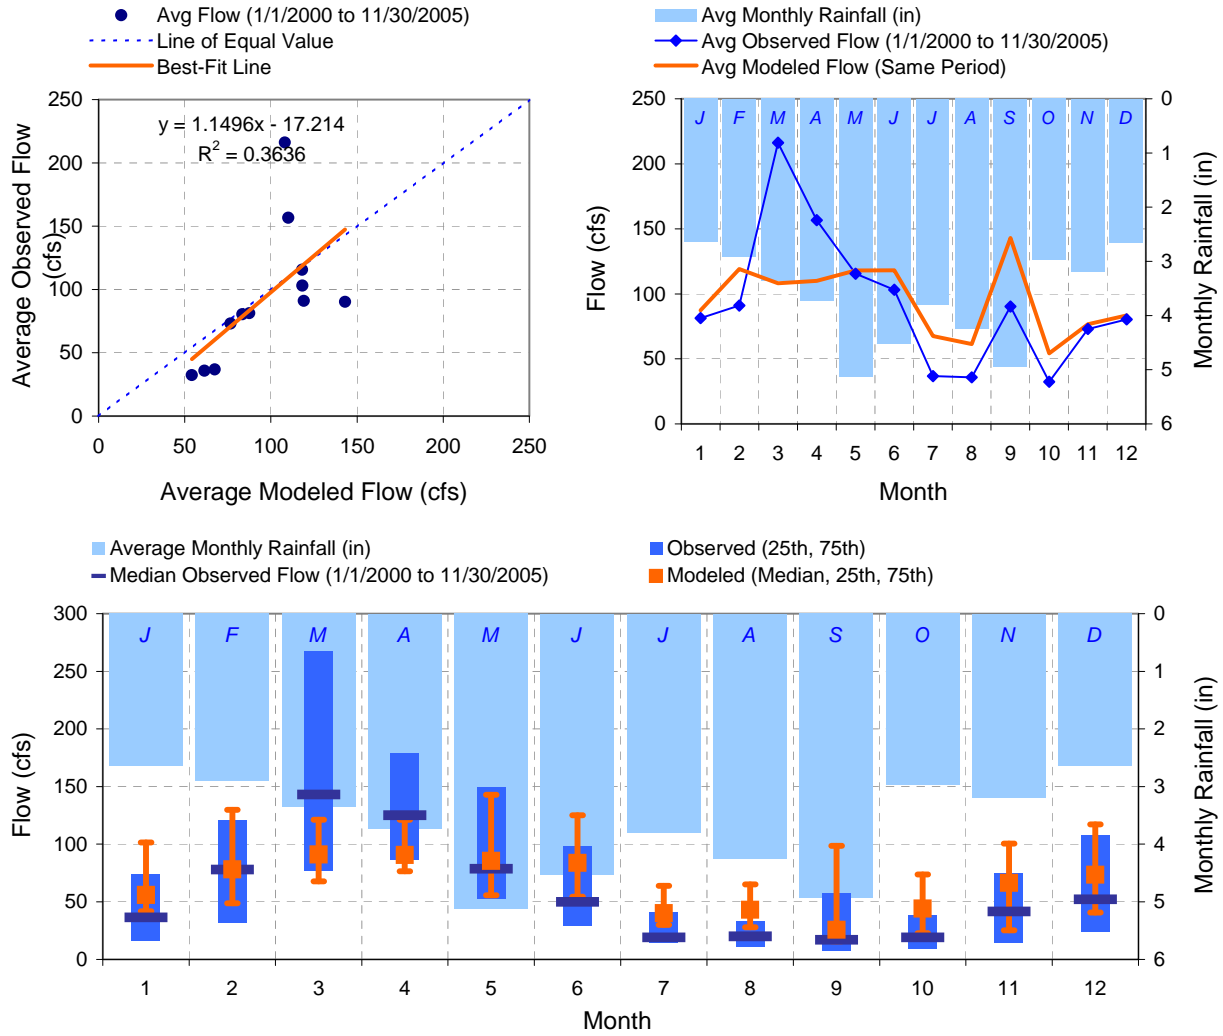 Avg Flow (1/1/2000 to 11/30/2005)
Line of Equal Value
Best-Fit Line
y = 1.1496x - 17.214
R² = 0.3636
250
200
150
100
50
0
Average Observed Flow
(cfs)
0 50 100 150 200 250
Average Modeled Flow (cfs)
Avg Monthly Rainfall (in)
Avg Observed Flow (1/1/2000 to 11/30/2005)
Avg Modeled Flow (Same Period)
250
200
150
100
50
0
Flow (cfs)
J F M A M J J A S O N D
0
1
2
3
4
5
6
Monthly Rainfall (in)
1 2 3 4 5 6 7 8 9 10 11 12
Month
Average Monthly Rainfall (in)
Median Observed Flow (1/1/2000 to 11/30/2005)
Observed (25th, 75th)
Modeled (Median, 25th, 75th)
300
250
200
150
100
50
0
Flow (cfs)
J F M A M J J A S O N D
0
1
2
3
4
5
6
Monthly Rainfall (in)
1 2 3 4 5 6 7 8 9 10 11 12
Month